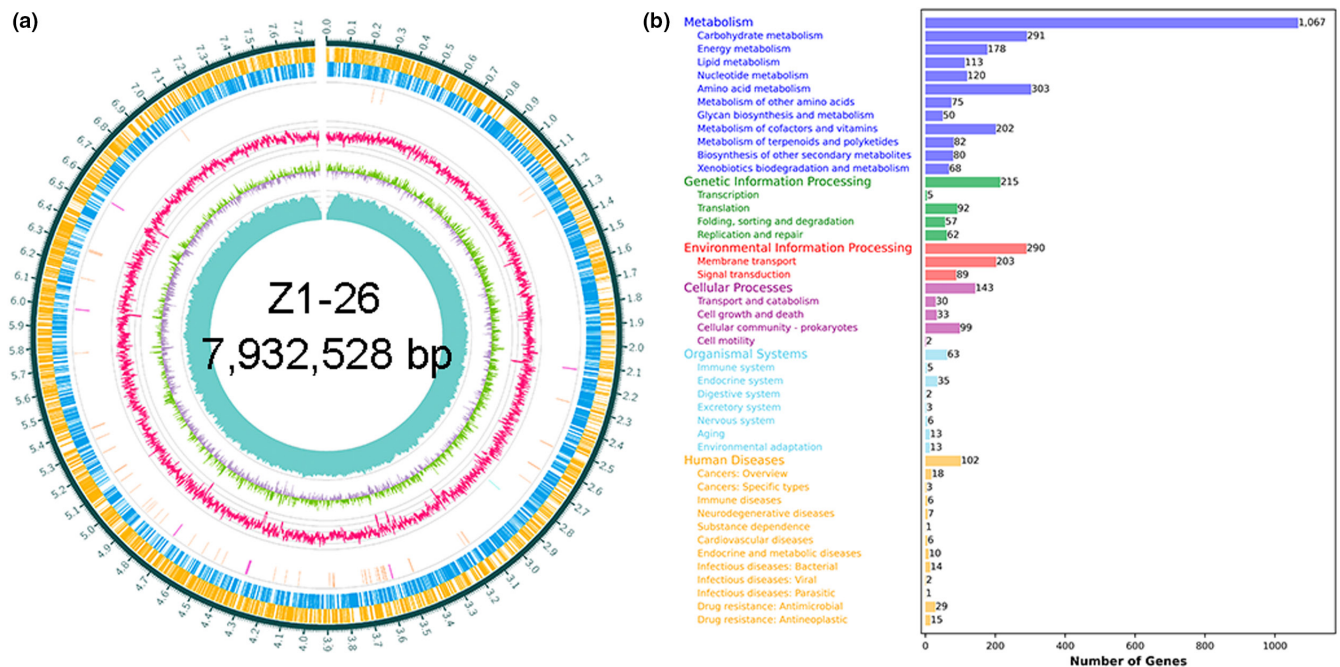 (a)
0.0
0.1
0.2
0.3
0.4
0.5
0.6
0.7
0.8
0.9
1.0
1.1
1.2
1.3
1.4
1.5
1.6
1.7
1.8
1.9
2.0
2.1
2.2
2.3
2.4
2.5
2.6
2.7
2.8
2.9
3.0
3.1
3.2
3.3
3.4
3.5
3.6
3.7
3.8
3.9
4.0
4.1
4.2
4.3
4.4
4.5
4.6
4.7
4.8
4.9
5.0
5.1
5.2
5.3
5.4
5.5
5.6
5.7
5.8
5.9
6.0
6.1
6.2
6.3
6.4
6.5
6.6
6.7
6.8
6.9
7.0
7.1
7.2
7.3
7.4
7.5
7.6
7.7
Z1-26
7,932,528 bp
(b)
Metabolism 1,067
Carbohydrate metabolism 291
Energy metabolism 178
Lipid metabolism 113
Nucleotide metabolism 120
Amino acid metabolism 303
Metabolism of other amino acids 75
Glycan biosynthesis and metabolism 50
Metabolism of cofactors and vitamins 202
Metabolism of terpenoids and polyketides 82
Biosynthesis of other secondary metabolites 80
Xenobiotics biodegradation and metabolism 68
Genetic Information Processing 215
Transcription 5
Translation 92
Folding, sorting and degradation 57
Replication and repair 62
Environmental Information Processing 290
Membrane transport 203
Signal transduction 89
Cellular Processes 143
Transport and catabolism 30
Cell growth and death 33
Cellular community - prokaryotes 99
Cell motility 2
Organismal Systems 63
Immune system 5
Endocrine system 35
Digestive system 2
Excretory system 3
Nervous system 6
Aging 13
Environmental adaptation 13
Human Diseases 102
Cancers: Overview 18
Cancers: Specific types 3
Immune diseases 6
Neurodegenerative diseases 7
Substance dependence 1
Cardiovascular diseases 6
Endocrine and metabolic diseases 10
Infectious diseases: Bacterial 14
Infectious diseases: Viral 2
Infectious diseases: Parasitic 1
Drug resistance: Antimicrobial 29
Drug resistance: Antineoplastic 15
0 200 400 600 800 1000
Number of Genes